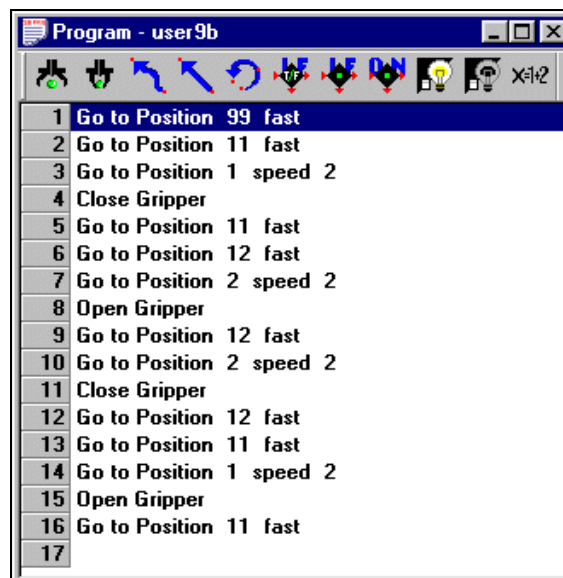 Program - user9b
IF T/F IF ON X=1+2
1 Go to Position 99 fast
2 Go to Position 11 fast
3 Go to Position 1 speed 2
4 Close Gripper
5 Go to Position 11 fast
6 Go to Position 12 fast
7 Go to Position 2 speed 2
8 Open Gripper
9 Go to Position 12 fast
10 Go to Position 2 speed 2
11 Close Gripper
12 Go to Position 12 fast
13 Go to Position 11 fast
14 Go to Position 1 speed 2
15 Open Gripper
16 Go to Position 11 fast
17